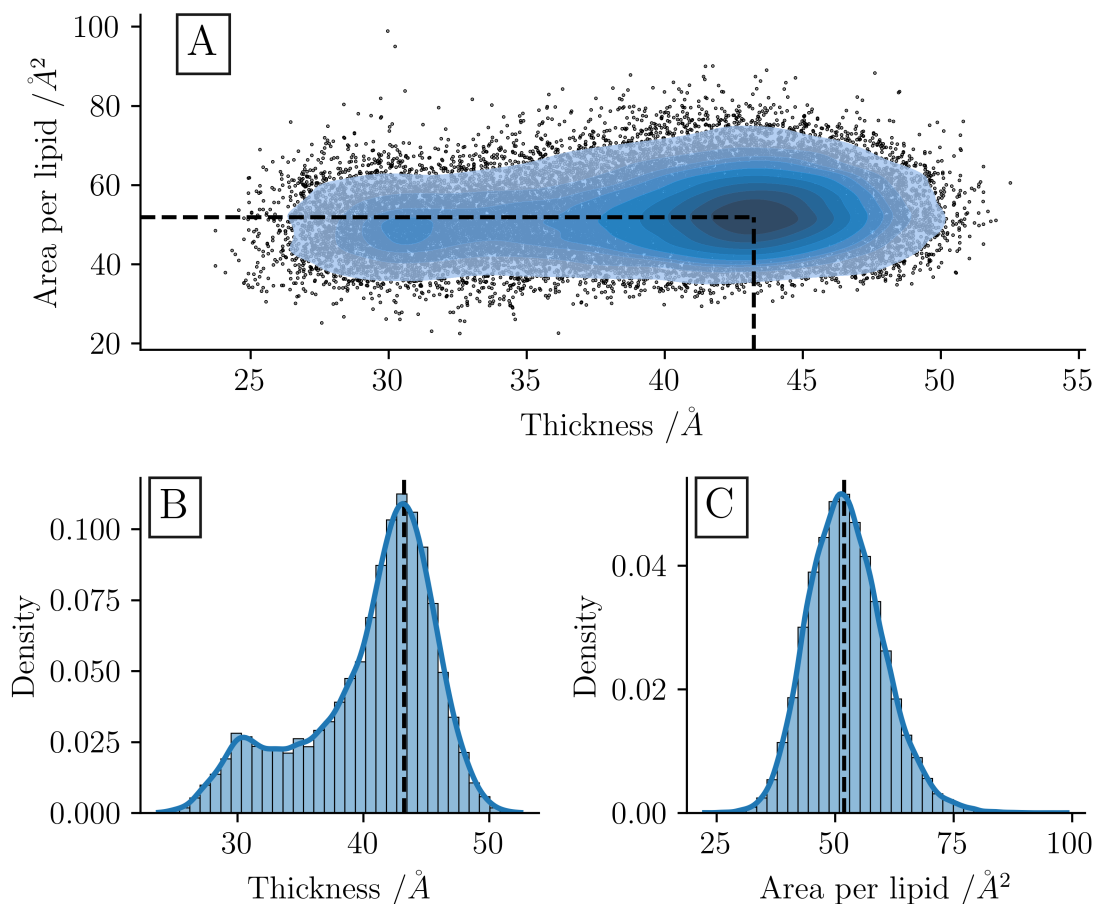 A
100
80
60
40
20
Area per lipid /Å²
25 30 35 40 45 50 55
Thickness /Å
B
0.100
0.075
0.050
0.025
0.000
Density
30 40 50
Thickness /Å
C
0.04
0.02
0.00
Density
25 50 75 100
Area per lipid /Å²